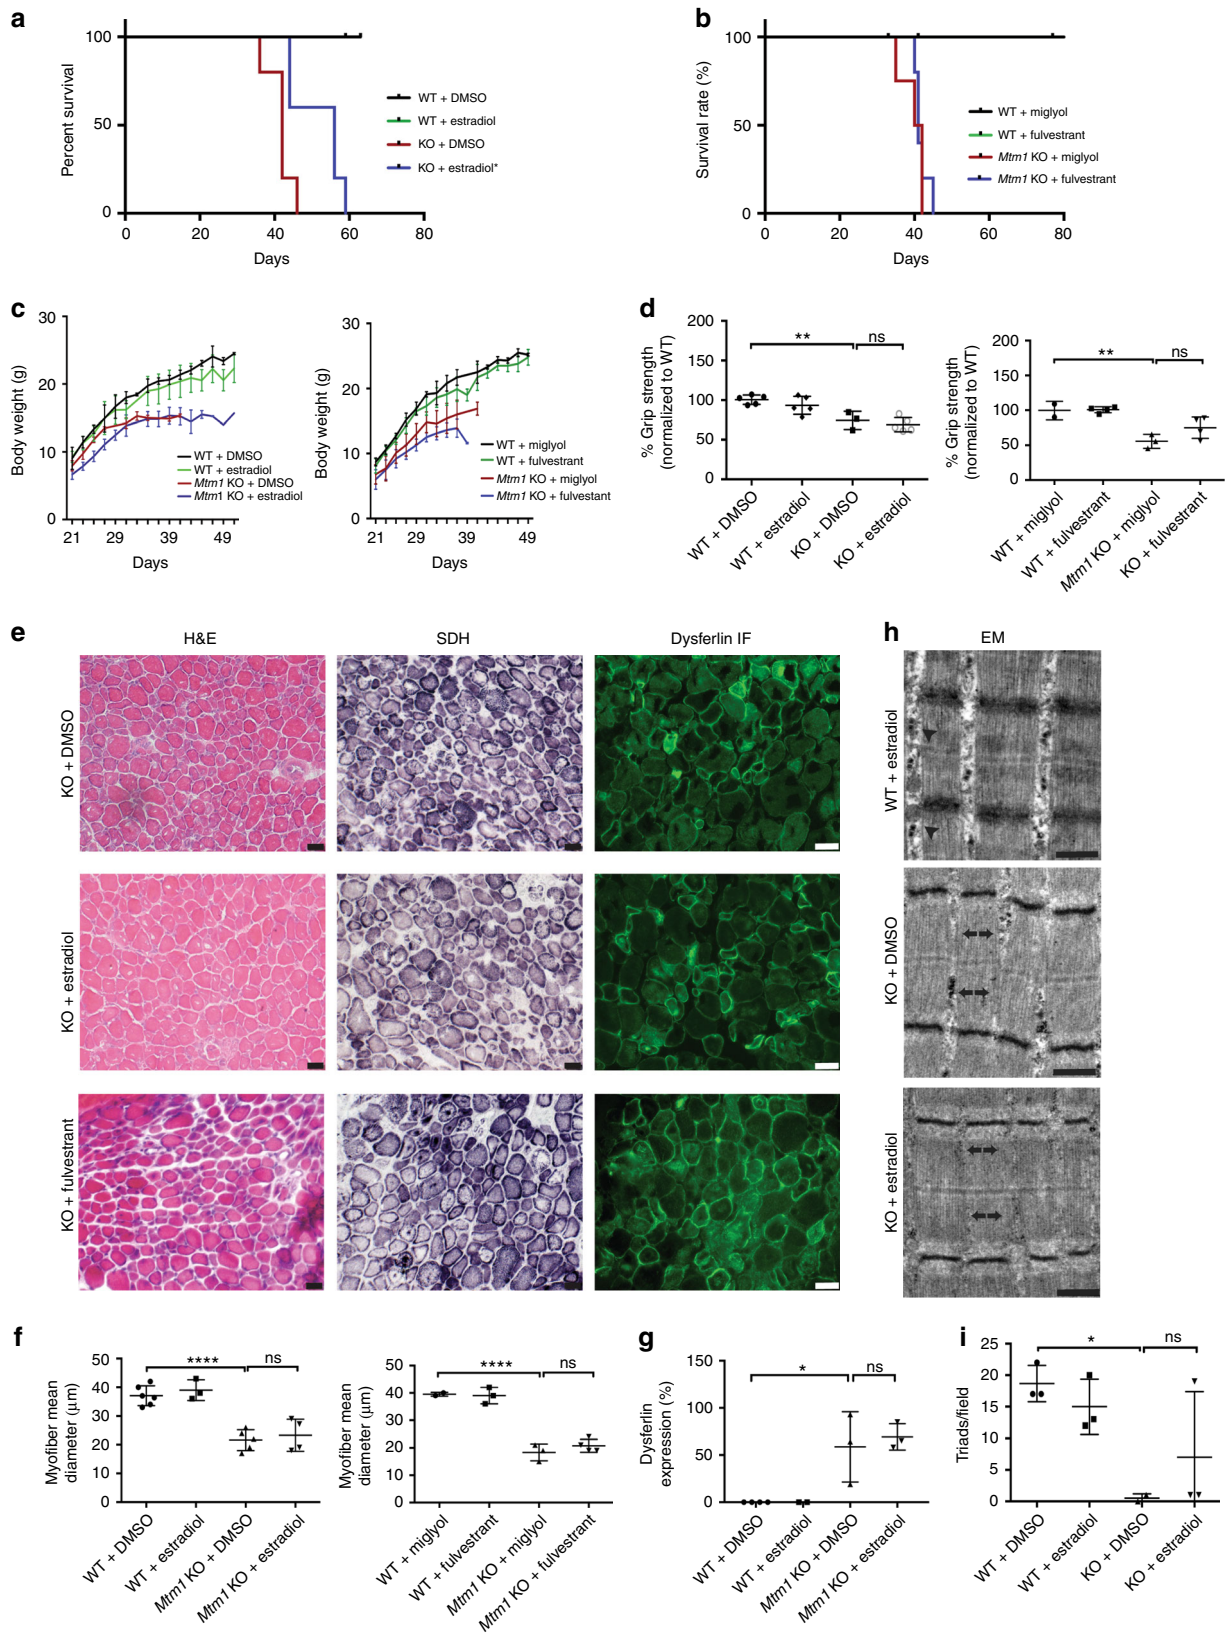 a
Percent survival
100
50
0
0 20 40 60 80
Days
WT + DMSO
WT + estradiol
KO + DMSO
KO + estradiol*
b
Survival rate (%)
100
50
0
0 20 40 60 80
Days
WT + miglyol
WT + fulvestrant
Mtm1 KO + miglyol
Mtm1 KO + fulvestrant
c
Body weight (g)
30
20
10
0
21 29 39 49
Days
WT + DMSO
WT + estradiol
Mtm1 KO + DMSO
Mtm1 KO + estradiol
Body weight (g)
30
20
10
0
21 29 39 49
Days
WT + miglyol
WT + fulvestrant
Mtm1 KO + miglyol
Mtm1 KO + fulvestant
d
% Grip strength
(normalized to WT)
200
150
100
50
0
** ns
WT + DMSO
WT + estradiol
KO + DMSO
KO + estradiol
% Grip strength
(normalized to WT)
200
150
100
50
0
** ns
WT + miglyol
WT + fulvestrant
Mtm1 KO + miglyol
KO + fulvestrant
e
H&E SDH Dysferlin IF
KO + DMSO
KO + estradiol
KO + fulvestrant
h
EM
WT + estradiol
KO + DMSO
KO + estradiol
f
Myofiber mean
diameter (μm)
50
40
30
20
10
0
**** ns
WT + DMSO
WT + estradiol
Mtm1 KO + DMSO
Mtm1 KO + estradiol
Myofiber mean
diameter (μm)
50
40
30
20
10
0
**** ns
WT + miglyol
WT + fulvestrant
Mtm1 KO + miglyol
Mtm1 KO + fulvestrant
g
Dysferlin
expression (%)
150
100
50
0
* ns
WT + DMSO
WT + estradiol
Mtm1 KO + DMSO
Mtm1 KO + estradiol
i
Triads/field
25
20
15
10
5
0
* ns
WT + DMSO
WT + estradiol
KO + DMSO
KO + estradiol